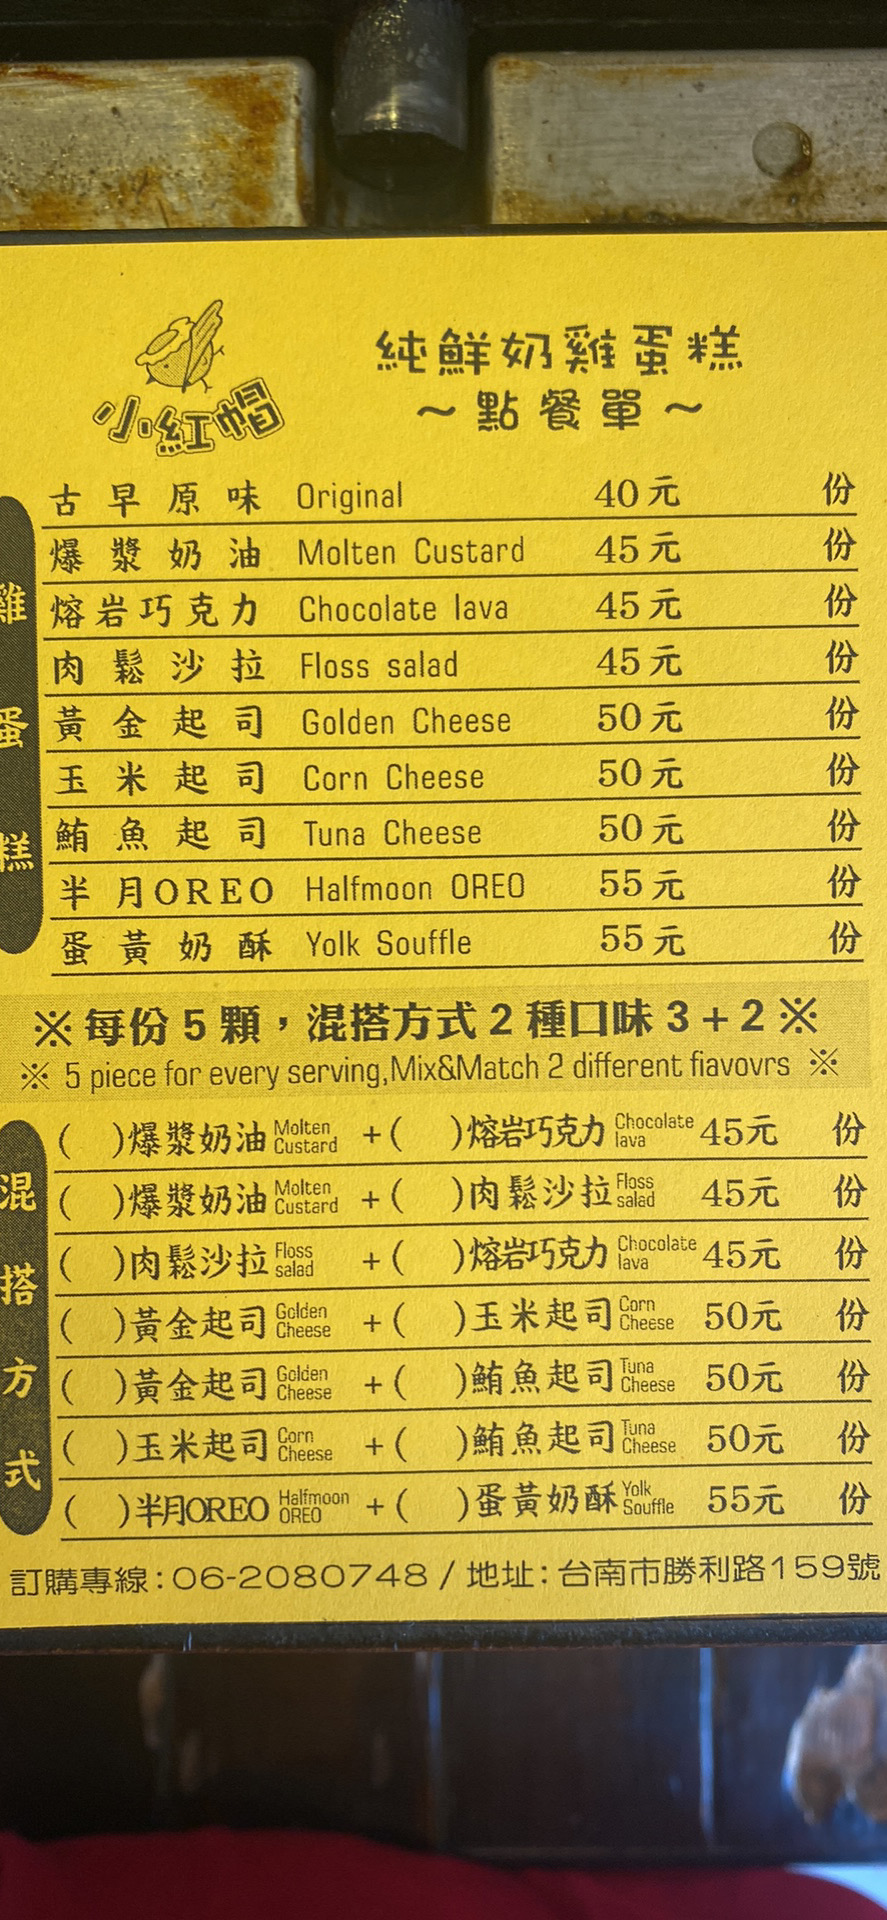 小紅帽
純鮮奶雞蛋糕
～點餐單～
雞蛋糕
古早原味 Original 40元 份
爆漿奶油 Molten Custard 45元 份
熔岩巧克力 Chocolate lava 45元 份
肉鬆沙拉 Floss salad 45元 份
黃金起司 Golden Cheese 50元 份
玉米起司 Corn Cheese 50元 份
鮪魚起司 Tuna Cheese 50元 份
半月OREO Halfmoon OREO 55元 份
蛋黃奶酥 Yolk Souffle 55元 份
※每份5顆，混搭方式2種口味3+2※
※ 5 piece for every serving,Mix&Match 2 different fiavovrs ※
混搭方式
( )爆漿奶油 Molten Custard +( )熔岩巧克力 Chocolate lava 45元 份
( )爆漿奶油 Molten Custard +( )肉鬆沙拉 Floss salad 45元 份
( )肉鬆沙拉 Floss salad +( )熔岩巧克力 Chocolate lava 45元 份
( )黃金起司 Golden Cheese +( )玉米起司 Corn Cheese 50元 份
( )黃金起司 Golden Cheese +( )鮪魚起司 Tuna Cheese 50元 份
( )玉米起司 Corn Cheese +( )鮪魚起司 Tuna Cheese 50元 份
( )半月OREO Halfmoon OREO +( )蛋黃奶酥 Yolk Souffle 55元 份
訂購專線：06-2080748 / 地址：台南市勝利路159號